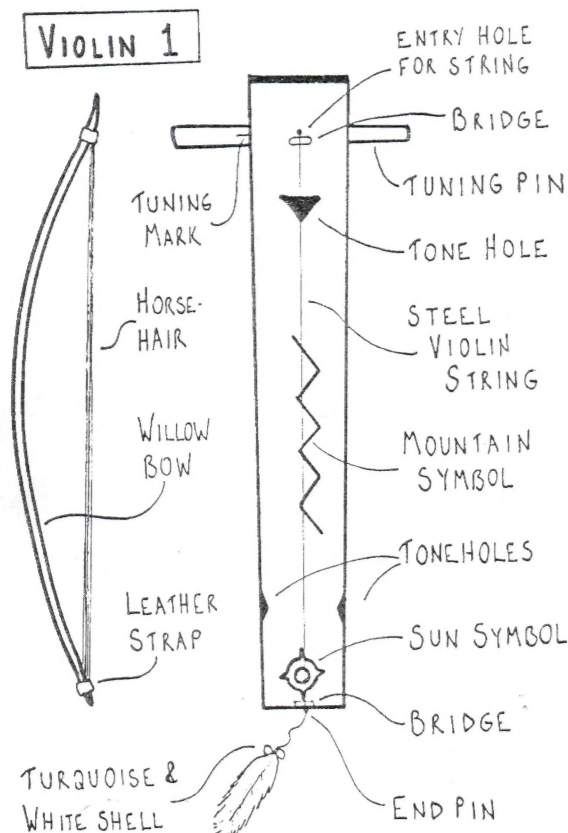 VIOLIN 1
ENTRY HOLE
FOR STRING
BRIDGE
TUNING PIN
TUNING
MARK
TONE HOLE
HORSE-
HAIR
STEEL
VIOLIN
STRING
WILLOW
BOW
MOUNTAIN
SYMBOL
TONEHOLES
LEATHER
STRAP
SUN SYMBOL
BRIDGE
TURQUOISE &
WHITE SHELL
END PIN